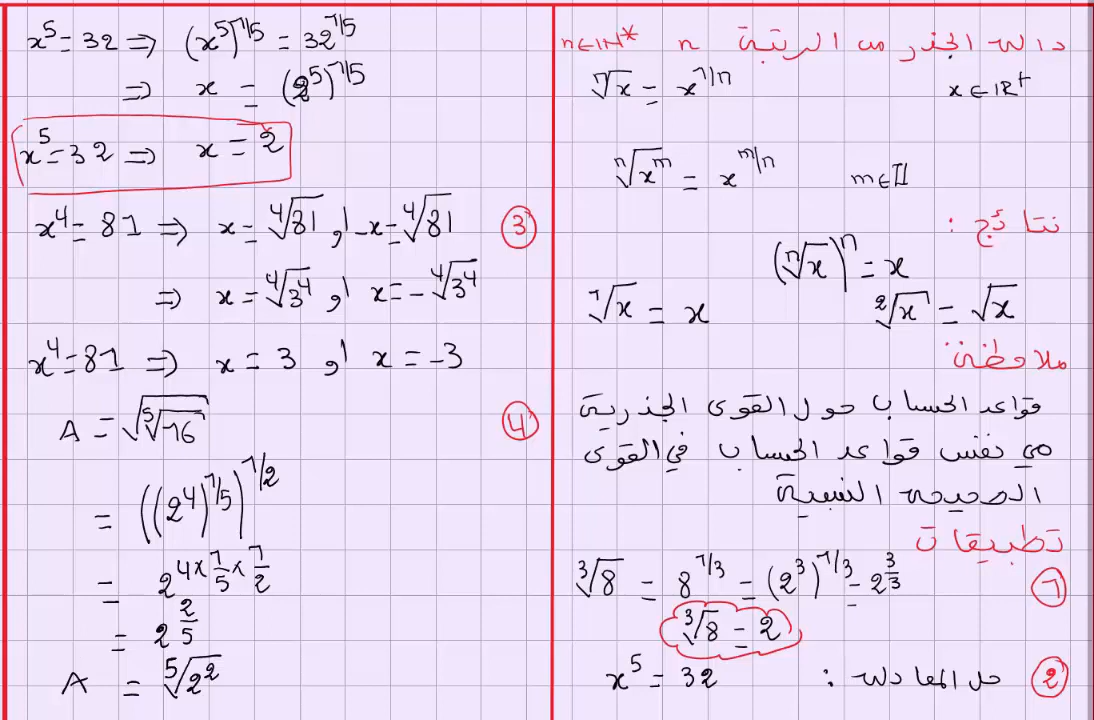 دالة الجذر من الرتبة n n∈ℕ*
ⁿ√x = x^{1/n} x∈ℝ⁺
ⁿ√(x^m) = x^{m/n} m∈ℤ
نتائج :
(ⁿ√x)^n = x
¹√x = x ²√x = √x
ملاحظة:
قواعد الحساب حول القوى الجذرية
هي نفس قواعد الحساب في القوى
الصحيحة النسبية
تطبيقات
① ³√8 = 8^{1/3} = (2³)^{1/3} = 2^{3/3}
³√8 = 2
② حل المعادلة : x⁵ = 32
x⁵ = 32 ⇒ (x⁵)^{1/5} = 32^{1/5}
⇒ x = (2⁵)^{1/5}
x⁵ = 32 ⇒ x = 2
③ x⁴ = 81 ⇒ x = ⁴√81 او -x = ⁴√81
⇒ x = ⁴√(3⁴) او x = -⁴√(3⁴)
x⁴ = 81 ⇒ x = 3 او x = -3
④ A = √(⁵√16)
= ((2⁴)^{1/5})^{1/2}
= 2^{4×1/5×1/2}
= 2^{2/5}
A = ⁵√(2²)